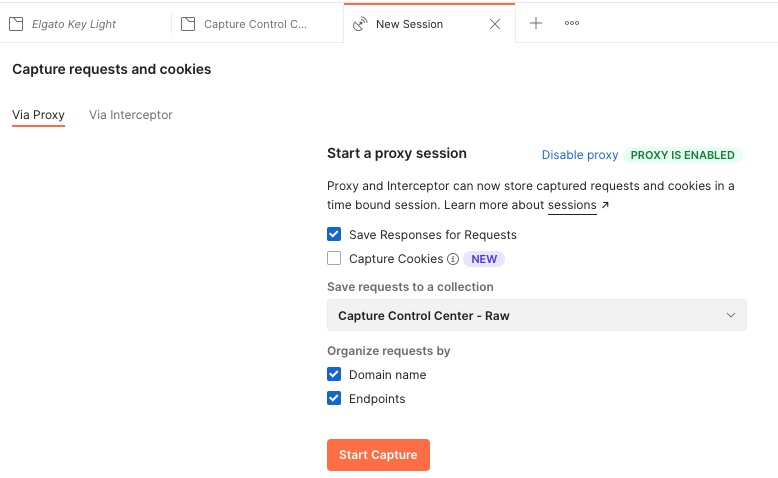 Elgato Key Light
Capture Control C...
New Session
Capture requests and cookies
Via Proxy
Via Interceptor
Start a proxy session
Disable proxy
PROXY IS ENABLED
Proxy and Interceptor can now store captured requests and cookies in a
time bound session. Learn more about sessions ↗
Save Responses for Requests
Capture Cookies
NEW
Save requests to a collection
Capture Control Center - Raw
Organize requests by
Domain name
Endpoints
Start Capture